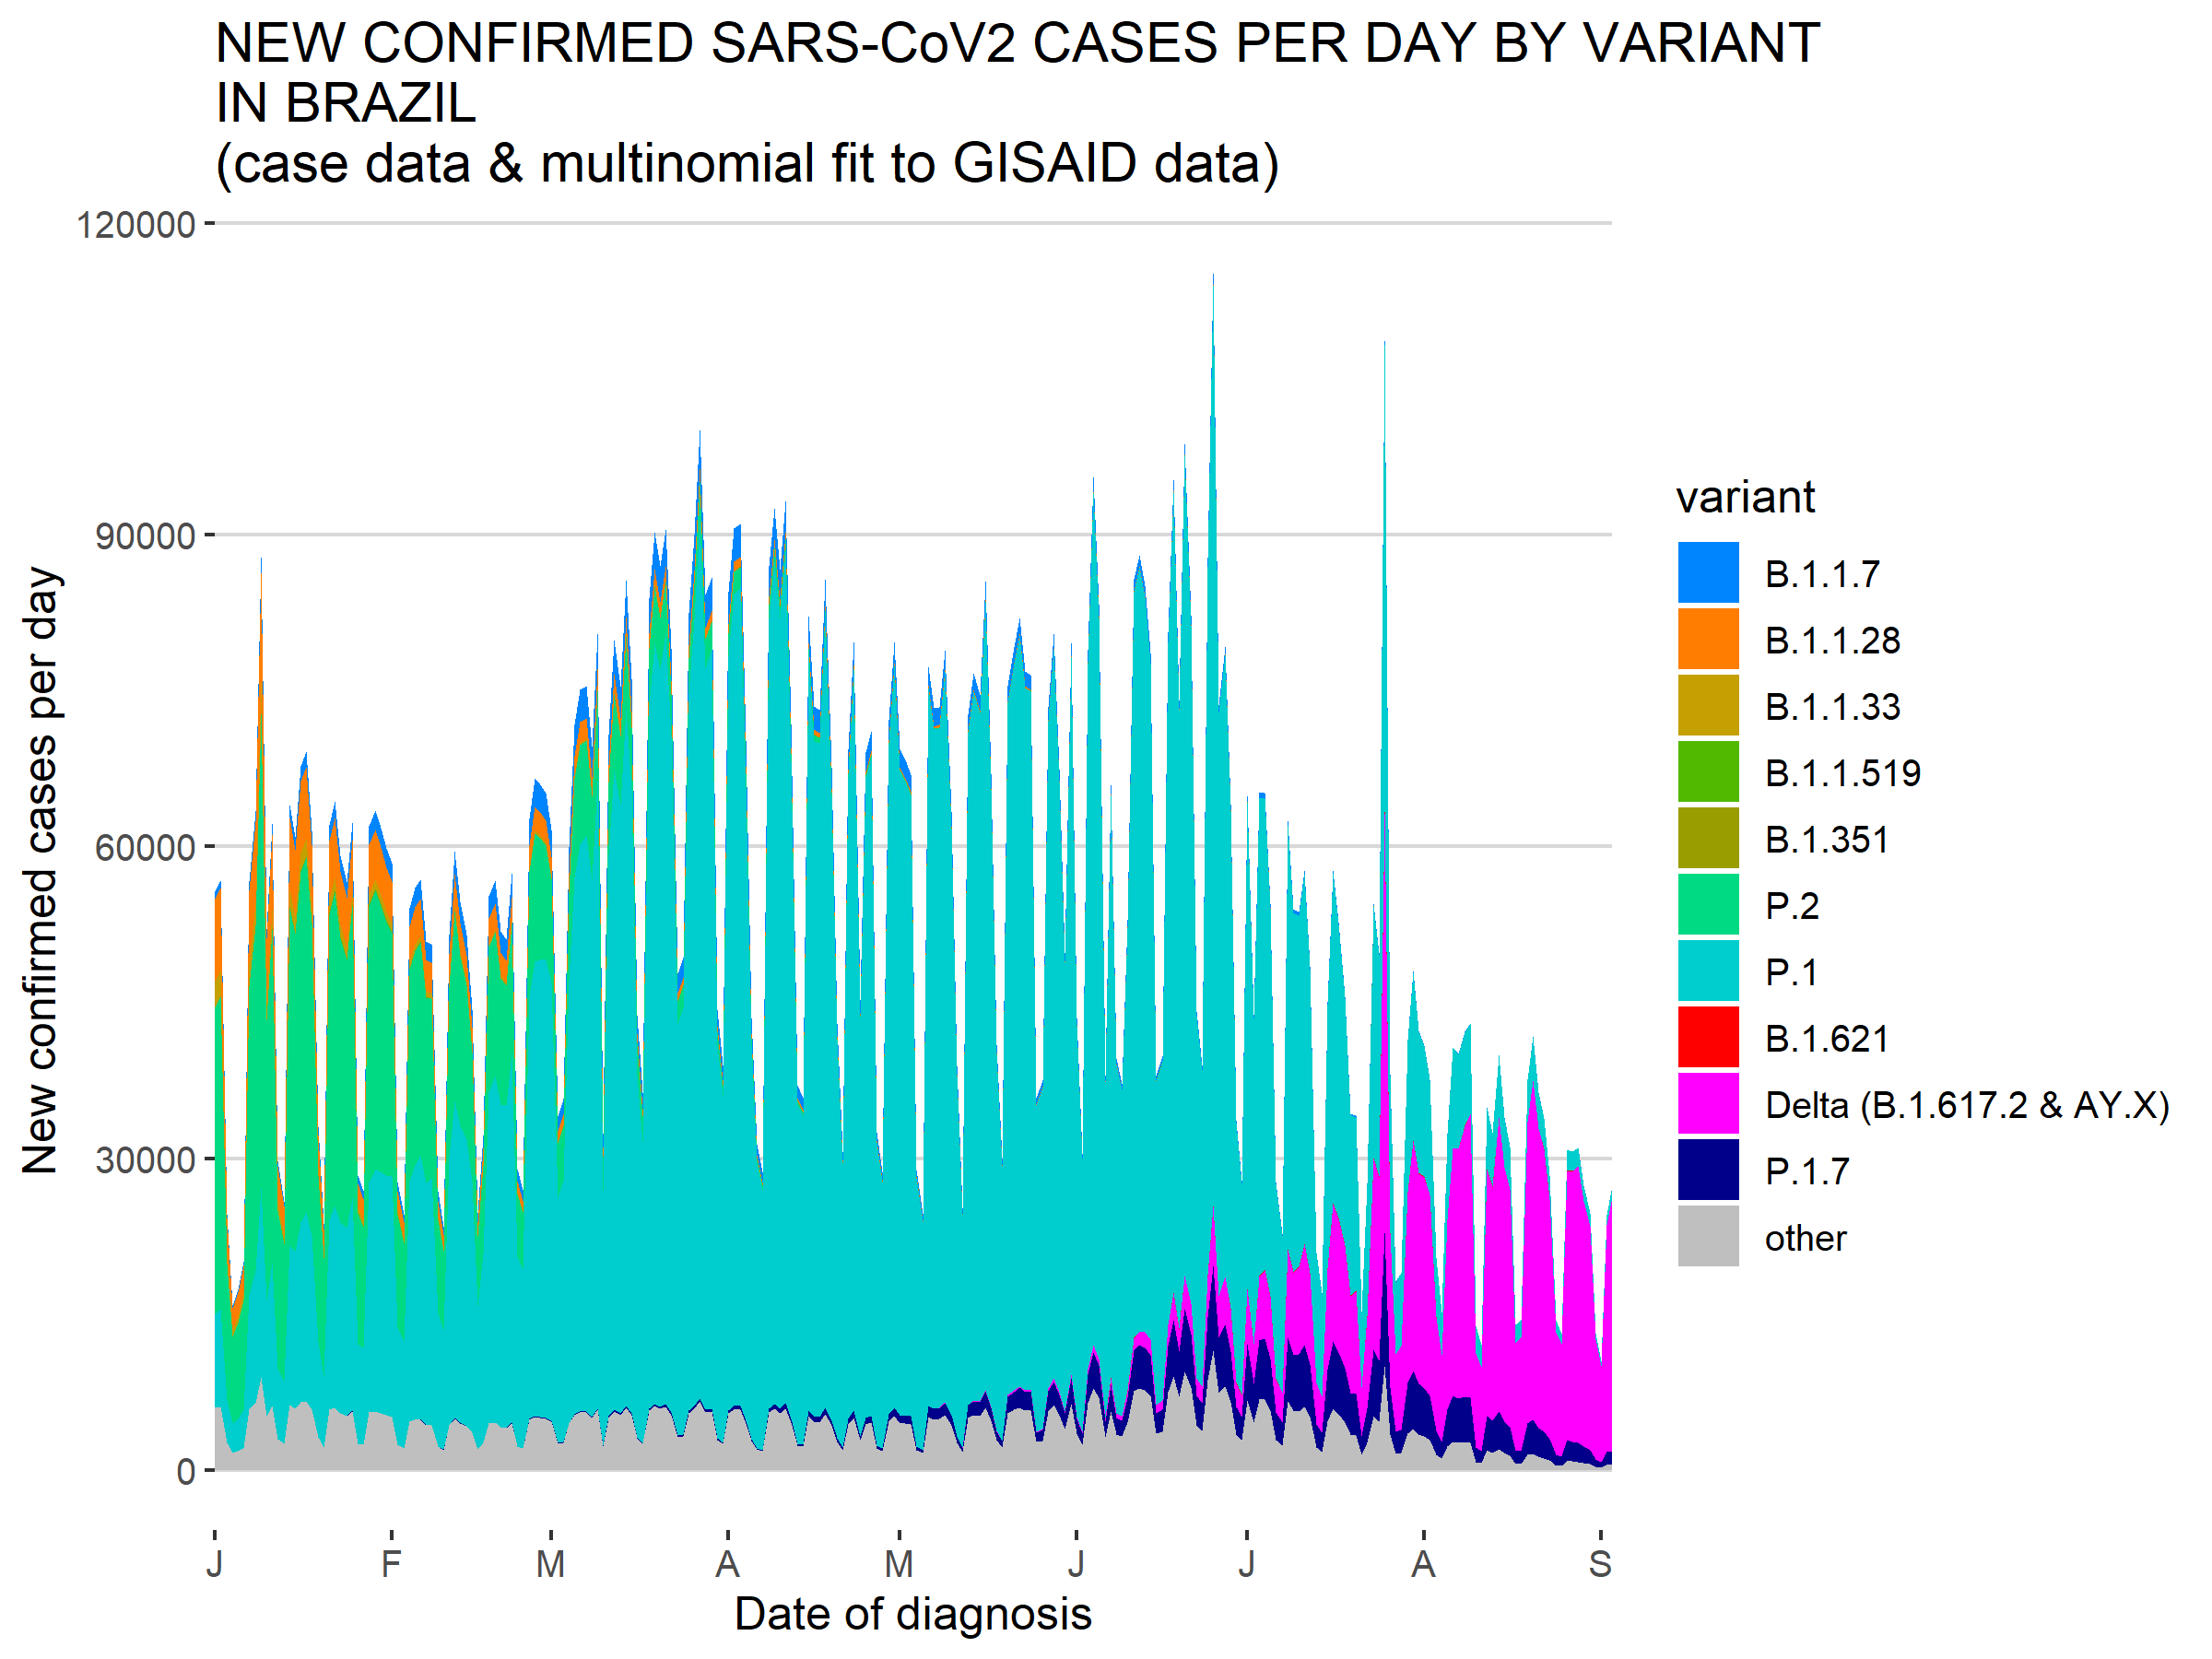 NEW CONFIRMED SARS-CoV2 CASES PER DAY BY VARIANT
IN BRAZIL
(case data & multinomial fit to GISAID data)
New confirmed cases per day
120000
90000
60000
30000
0
J F M A M J J A S
Date of diagnosis
variant
B.1.1.7
B.1.1.28
B.1.1.33
B.1.1.519
B.1.351
P.2
P.1
B.1.621
Delta (B.1.617.2 & AY.X)
P.1.7
other